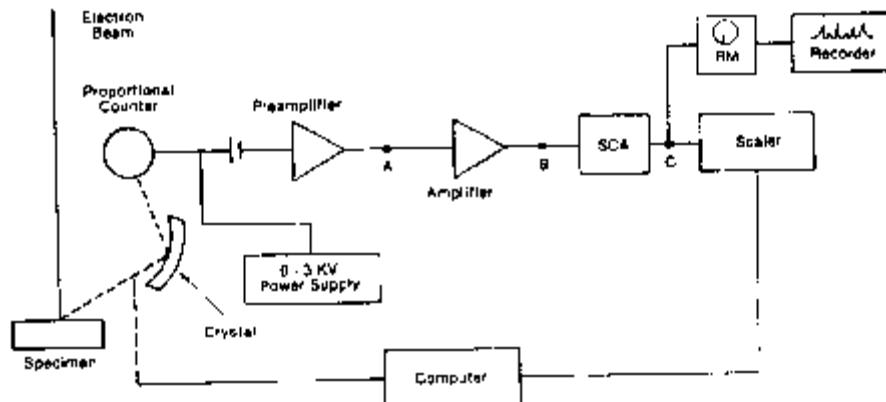 Electron
Beam
Proportional
Counter
Preamplifier
A
Amplifier
B
SCA
C
RM
Recorder
Scaler
0 - 3 KV
Power Supply
Crystal
Specimen
Computer